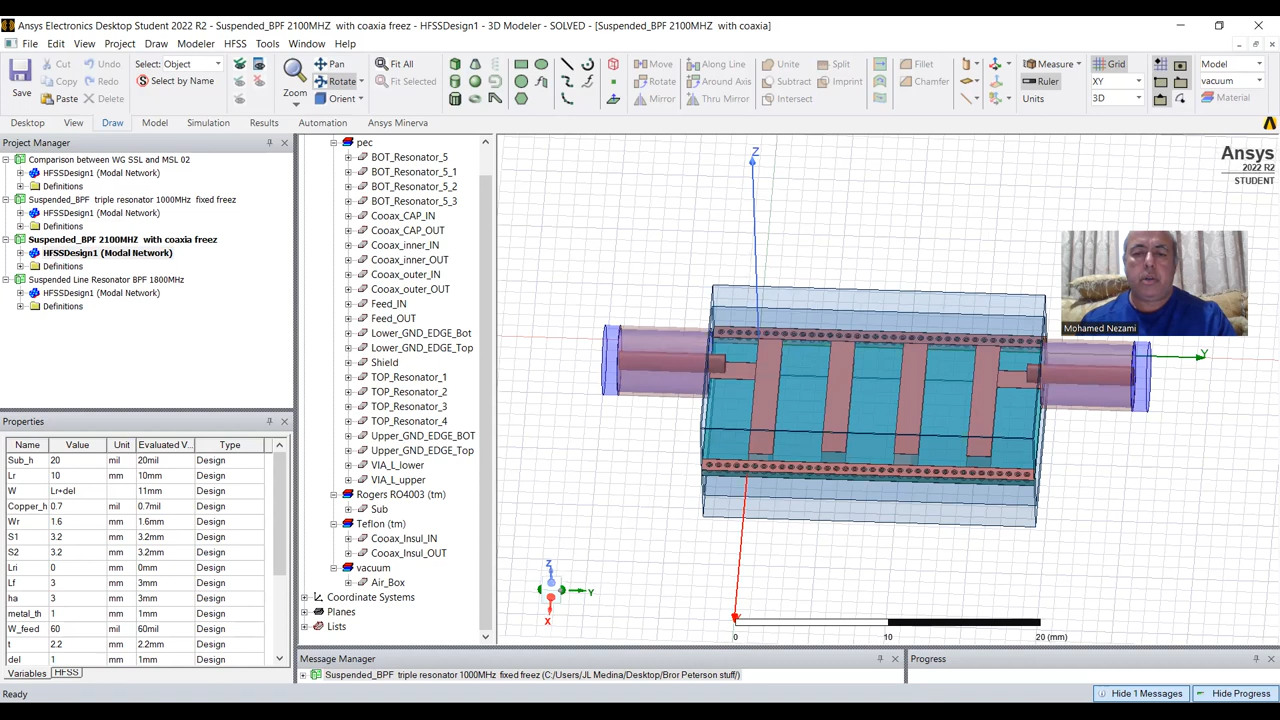 Ansys Electronics Desktop Student 2022 R2 - Suspended_BPF 2100MHZ  with coaxia freez - HFSSDesign1 - 3D Modeler - SOLVED - [Suspended_BPF 2100MHZ  with coaxia]
File Edit View Project Draw Modeler HFSS Tools Window Help
Save
Cut Undo
Copy Redo
Paste Delete
Select: Object
Select by Name
Zoom
Pan
Rotate
Orient
Fit All
Fit Selected
Move Along Line
Rotate Around Axis
Mirror Thru Mirror
Unite Split
Subtract Imprint
Intersect
Fillet
Chamfer
Measure Grid
Ruler XY
Units 3D
Model
vacuum
Material
Desktop View Draw Model Simulation Results Automation Ansys Minerva
Project Manager
Comparison between WG SSL and MSL 02
HFSSDesign1 (Modal Network)
Definitions
Suspended_BPF  triple resonator 1000MHz  fixed freez
HFSSDesign1 (Modal Network)
Definitions
Suspended_BPF 2100MHZ  with coaxia freez
HFSSDesign1 (Modal Network)
Definitions
Suspended Line Resonator BPF 1800MHz
HFSSDesign1 (Modal Network)
Definitions
Properties
Name Value Unit Evaluated V... Type
Sub_h 20 mil 20mil Design
Lr 10 mm 10mm Design
W Lr+del 11mm Design
Copper_h 0.7 mil 0.7mil Design
Wr 1.6 mm 1.6mm Design
S1 3.2 mm 3.2mm Design
S2 3.2 mm 3.2mm Design
Lri 0 mm 0mm Design
Lf 3 mm 3mm Design
ha 3 mm 3mm Design
metal_th 1 mm 1mm Design
W_feed 60 mil 60mil Design
t 2.2 mm 2.2mm Design
del 1 mm 1mm Design
Variables HFSS
pec
BOT_Resonator_5
BOT_Resonator_5_1
BOT_Resonator_5_2
BOT_Resonator_5_3
Cooax_CAP_IN
Cooax_CAP_OUT
Cooax_inner_IN
Cooax_inner_OUT
Cooax_outer_IN
Cooax_outer_OUT
Feed_IN
Feed_OUT
Lower_GND_EDGE_Bot
Lower_GND_EDGE_Top
Shield
TOP_Resonator_1
TOP_Resonator_2
TOP_Resonator_3
TOP_Resonator_4
Upper_GND_EDGE_BOT
Upper_GND_EDGE_Top
VIA_L_lower
VIA_L_upper
Rogers RO4003 (tm)
Sub
Teflon (tm)
Cooax_Insul_IN
Cooax_Insul_OUT
vacuum
Air_Box
Coordinate Systems
Planes
Lists
Ansys
2022 R2
STUDENT
Z
Y
Mohamed Nezami
Z
Y
X
0 10 20 (mm)
Message Manager
Suspended_BPF  triple resonator 1000MHz  fixed freez (C:/Users/JL Medina/Desktop/Bror Peterson stuff/)
Progress
Ready
Hide 1 Messages Hide Progress